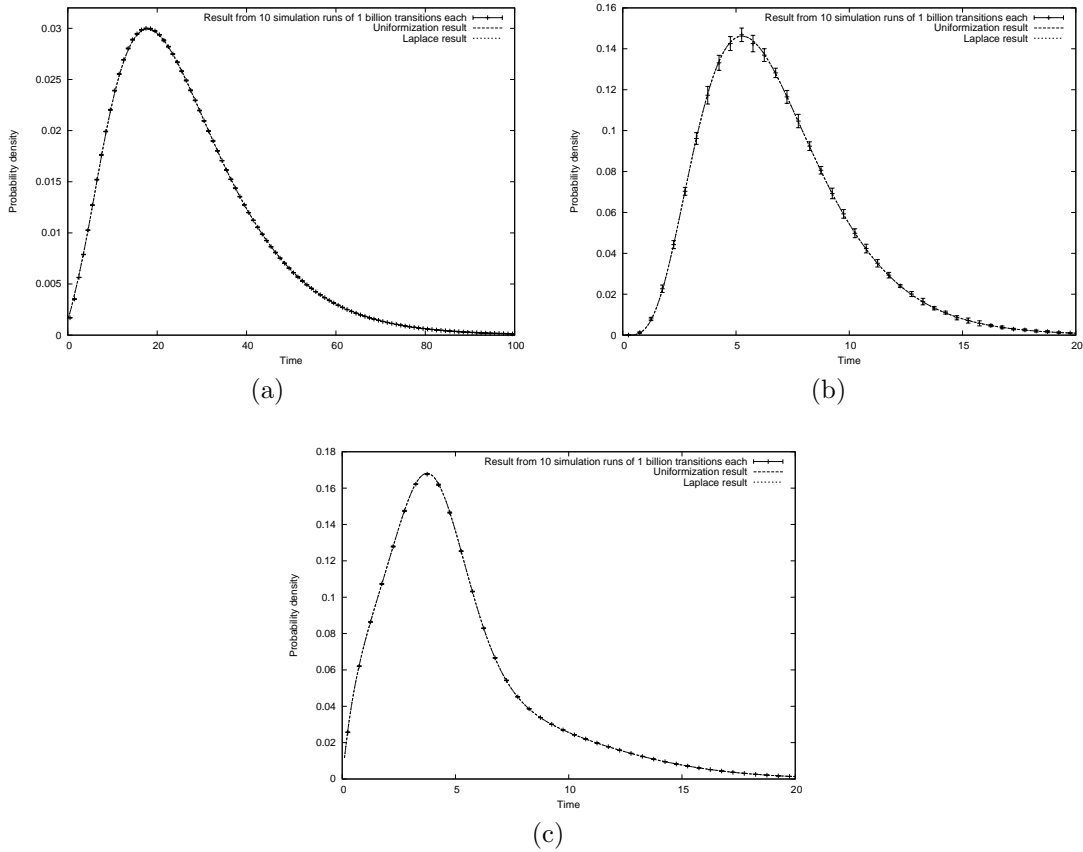 Result from 10 simulation runs of 1 billion transitions each
Uniformization result
Laplace result
Probability density
0.03
0.025
0.02
0.015
0.01
0.005
0
0 20 40 60 80 100
Time
(a)
Result from 10 simulation runs of 1 billion transitions each
Uniformization result
Laplace result
Probability density
0.16
0.14
0.12
0.1
0.08
0.06
0.04
0.02
0
0 5 10 15 20
Time
(b)
Result from 10 simulation runs of 1 billion transitions each
Uniformization result
Laplace result
Probability density
0.18
0.16
0.14
0.12
0.1
0.08
0.06
0.04
0.02
0
0 5 10 15 20
Time
(c)